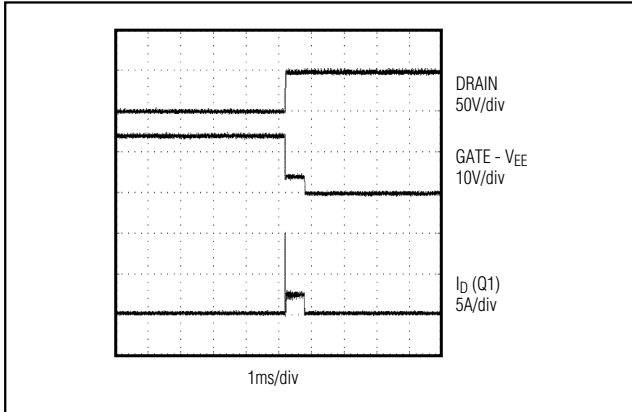 DRAIN
50V/div
GATE - VEE
10V/div
ID (Q1)
5A/div
1ms/div